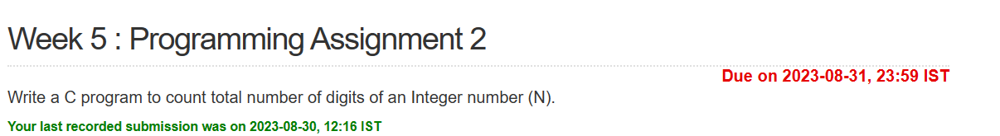 Week 5 : Programming Assignment 2
Due on 2023-08-31, 23:59 IST
Write a C program to count total number of digits of an Integer number (N).
Your last recorded submission was on 2023-08-30, 12:16 IST